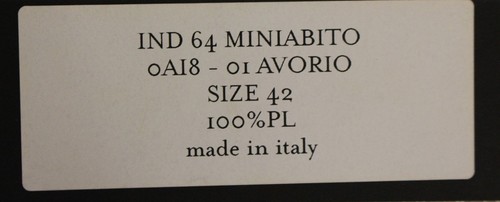 IND 64 MINIABITO
0AI8 - 01 AVORIO
SIZE 42
100%PL
made in italy